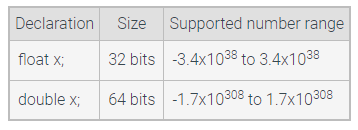 Declaration Size Supported number range
float x; 32 bits -3.4x10³⁸ to 3.4x10³⁸
double x; 64 bits -1.7x10³⁰⁸ to 1.7x10³⁰⁸